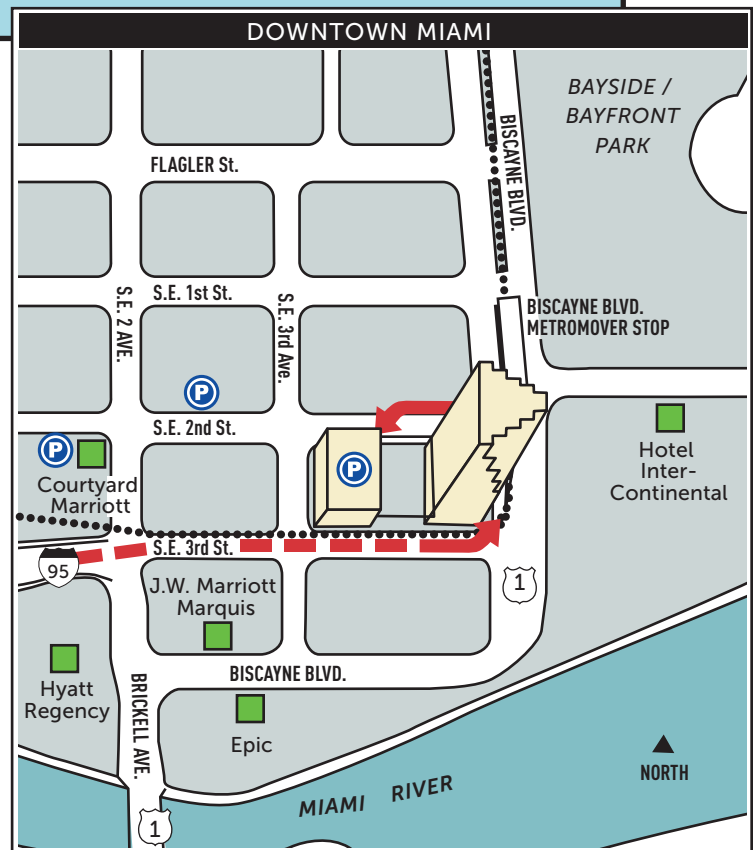 DOWNTOWN MIAMI
BAYSIDE /
BAYFRONT
PARK
BISCAYNE BLVD.
FLAGLER St.
S.E. 1st St.
S.E. 2 AVE.
S.E. 3rd Ave.
BISCAYNE BLVD.
METROMOVER STOP
P
S.E. 2nd St.
P
Courtyard
Marriott
P
Hotel
Inter-
Continental
S.E. 3rd St.
95
J.W. Marriott
Marquis
1
Hyatt
Regency
BRICKELL AVE.
BISCAYNE BLVD.
Epic
NORTH
MIAMI RIVER
1